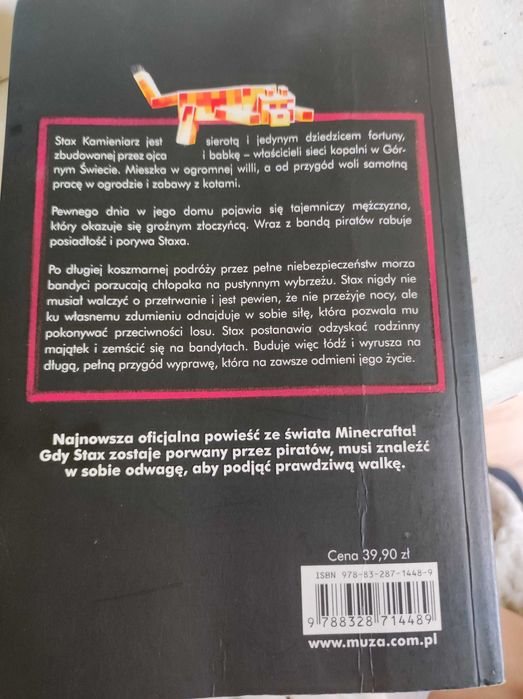 Stax Kamieniarz jest sierotą i jedynym dziedzicem fortuny,
zbudowanej przez ojca i babkę – właścicieli sieci kopalni w Gór-
nym Świecie. Mieszka w ogromnej willi, a od przygód woli samotną
pracę w ogrodzie i zabawy z kotami.
Pewnego dnia w jego domu pojawia się tajemniczy mężczyzna,
który okazuje się groźnym złoczyńcą. Wraz z bandą piratów rabuje
posiadłość i porywa Staxa.
Po długiej koszmarnej podróży przez pełne niebezpieczeństw morza
bandyci porzucają chłopaka na pustynnym wybrzeżu. Stax nigdy nie
musiał walczyć o przetrwanie i jest pewien, że nie przeżyje nocy, ale
ku własnemu zdumieniu odnajduje w sobie siłę, która pozwala mu
pokonywać przeciwności losu. Stax postanawia odzyskać rodzinny
majątek i zemścić się na bandytach. Buduje więc łódź i wyrusza na
długą, pełną przygód wyprawę, która na zawsze odmieni jego życie.
Najnowsza oficjalna powieść ze świata Minecrafta!
Gdy Stax zostaje porwany przez piratów, musi znaleźć
w sobie odwagę, aby podjąć prawdziwą walkę.
Cena 39,90 zł
ISBN 978-83-287-1448-9
9 788328 714489
www.muza.com.pl